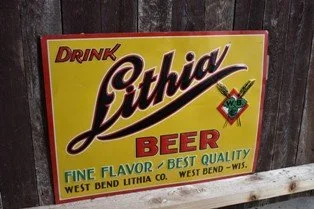 DRINK
Lithia
BEER
FINE FLAVOR - BEST QUALITY
WEST BEND LITHIA CO. WEST BEND - WIS.